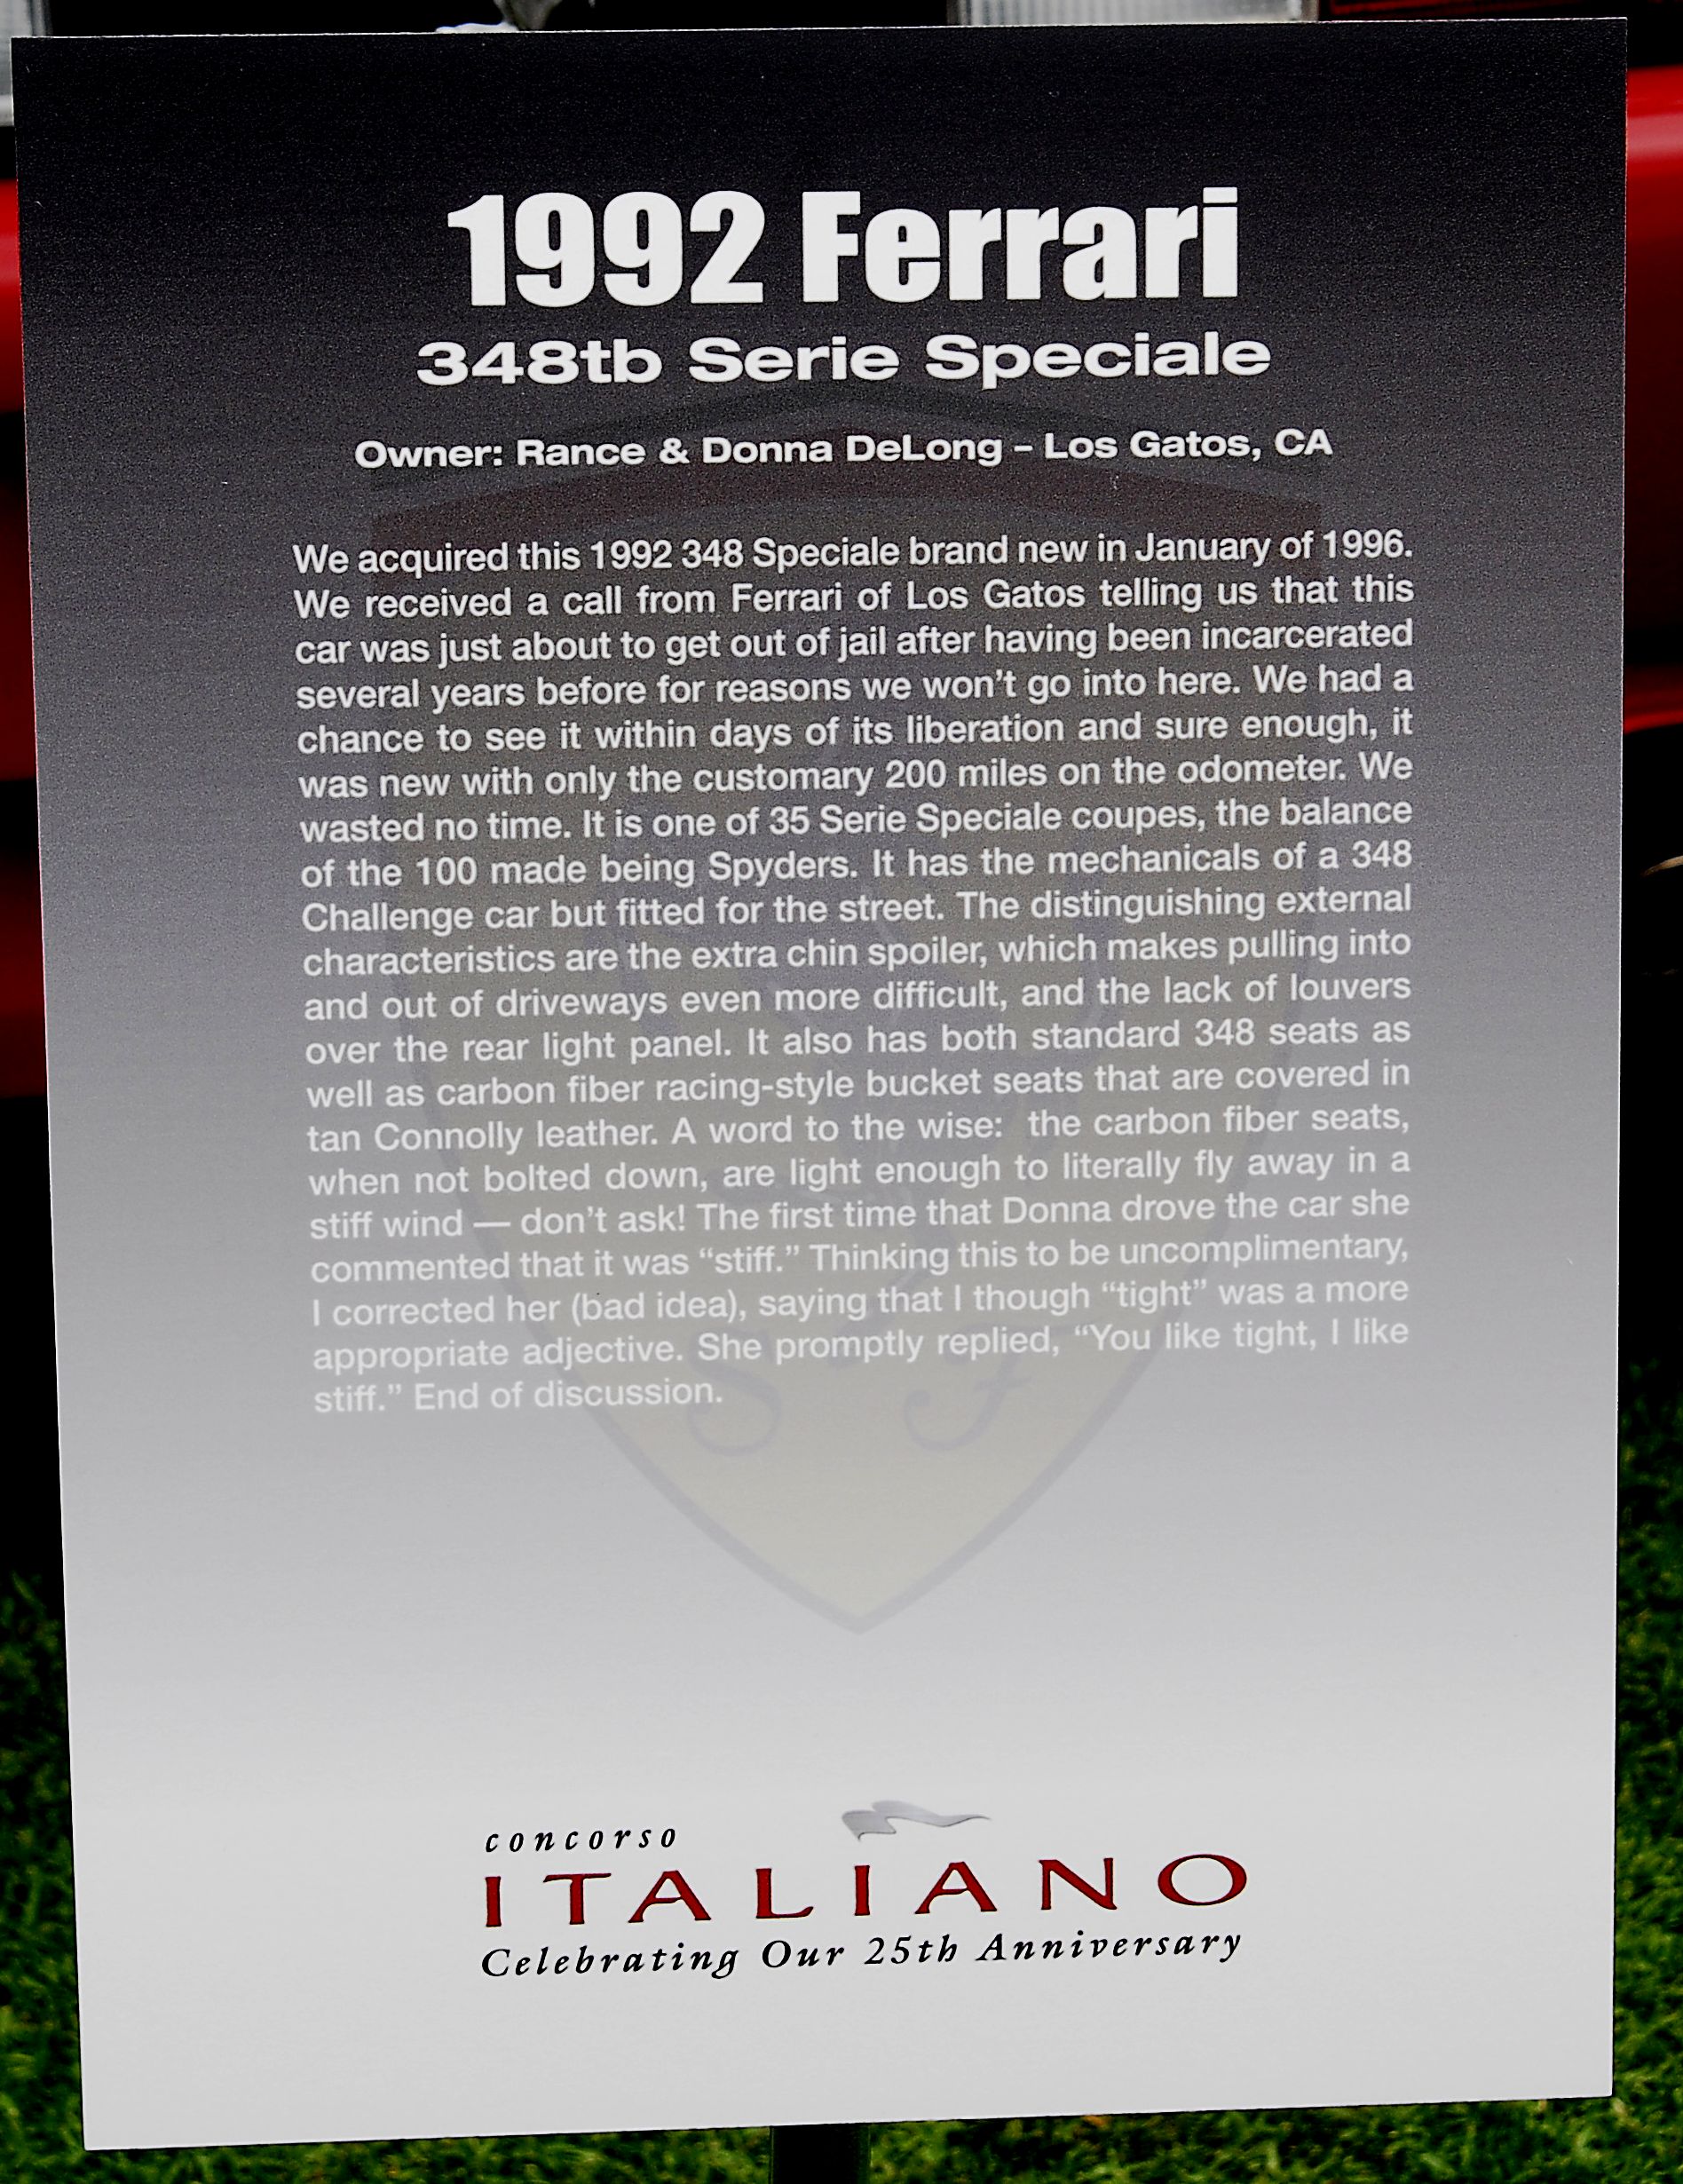 1992 Ferrari
348tb Serie Speciale
Owner: Rance & Donna DeLong – Los Gatos, CA
We acquired this 1992 348 Speciale brand new in January of 1996.
We received a call from Ferrari of Los Gatos telling us that this
car was just about to get out of jail after having been incarcerated
several years before for reasons we won’t go into here. We had a
chance to see it within days of its liberation and sure enough, it
was new with only the customary 200 miles on the odometer. We
wasted no time. It is one of 35 Serie Speciale coupes, the balance
of the 100 made being Spyders. It has the mechanicals of a 348
Challenge car but fitted for the street. The distinguishing external
characteristics are the extra chin spoiler, which makes pulling into
and out of driveways even more difficult, and the lack of louvers
over the rear light panel. It also has both standard 348 seats as
well as carbon fiber racing-style bucket seats that are covered in
tan Connolly leather. A word to the wise:  the carbon fiber seats,
when not bolted down, are light enough to literally fly away in a
stiff wind — don’t ask! The first time that Donna drove the car she
commented that it was “stiff.” Thinking this to be uncomplimentary,
I corrected her (bad idea), saying that I though “tight” was a more
appropriate adjective. She promptly replied, “You like tight, I like
stiff.” End of discussion.
S F
concorso
ITALIANO
Celebrating Our 25th Anniversary